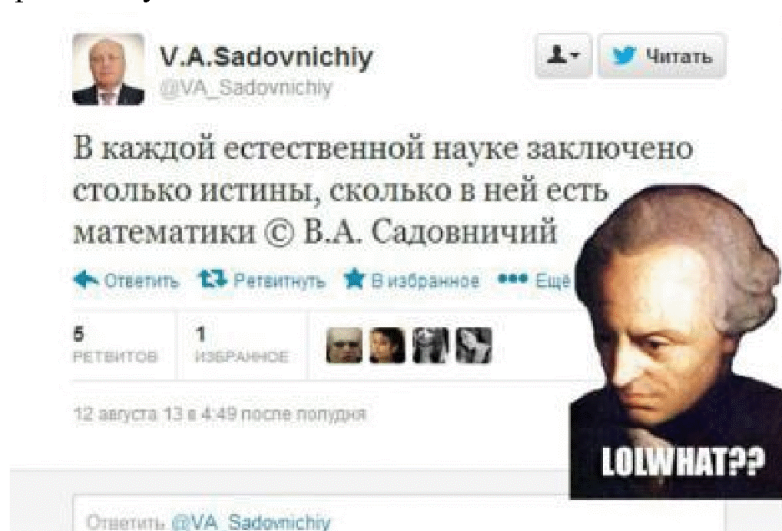 V.A.Sadovnichiy
@VA_Sadovnichiy
Читать
В каждой естественной науке заключено
столько истины, сколько в ней есть
математики © В.А. Садовничий
Ответить Ретвитнуть В избранное ••• Ещё
5 1
РЕТВИТОВ ИЗБРАННОЕ
12 августа 13 в 4:49 после полудня
LOLWHAT??
Ответить @VA_Sadovnichiy